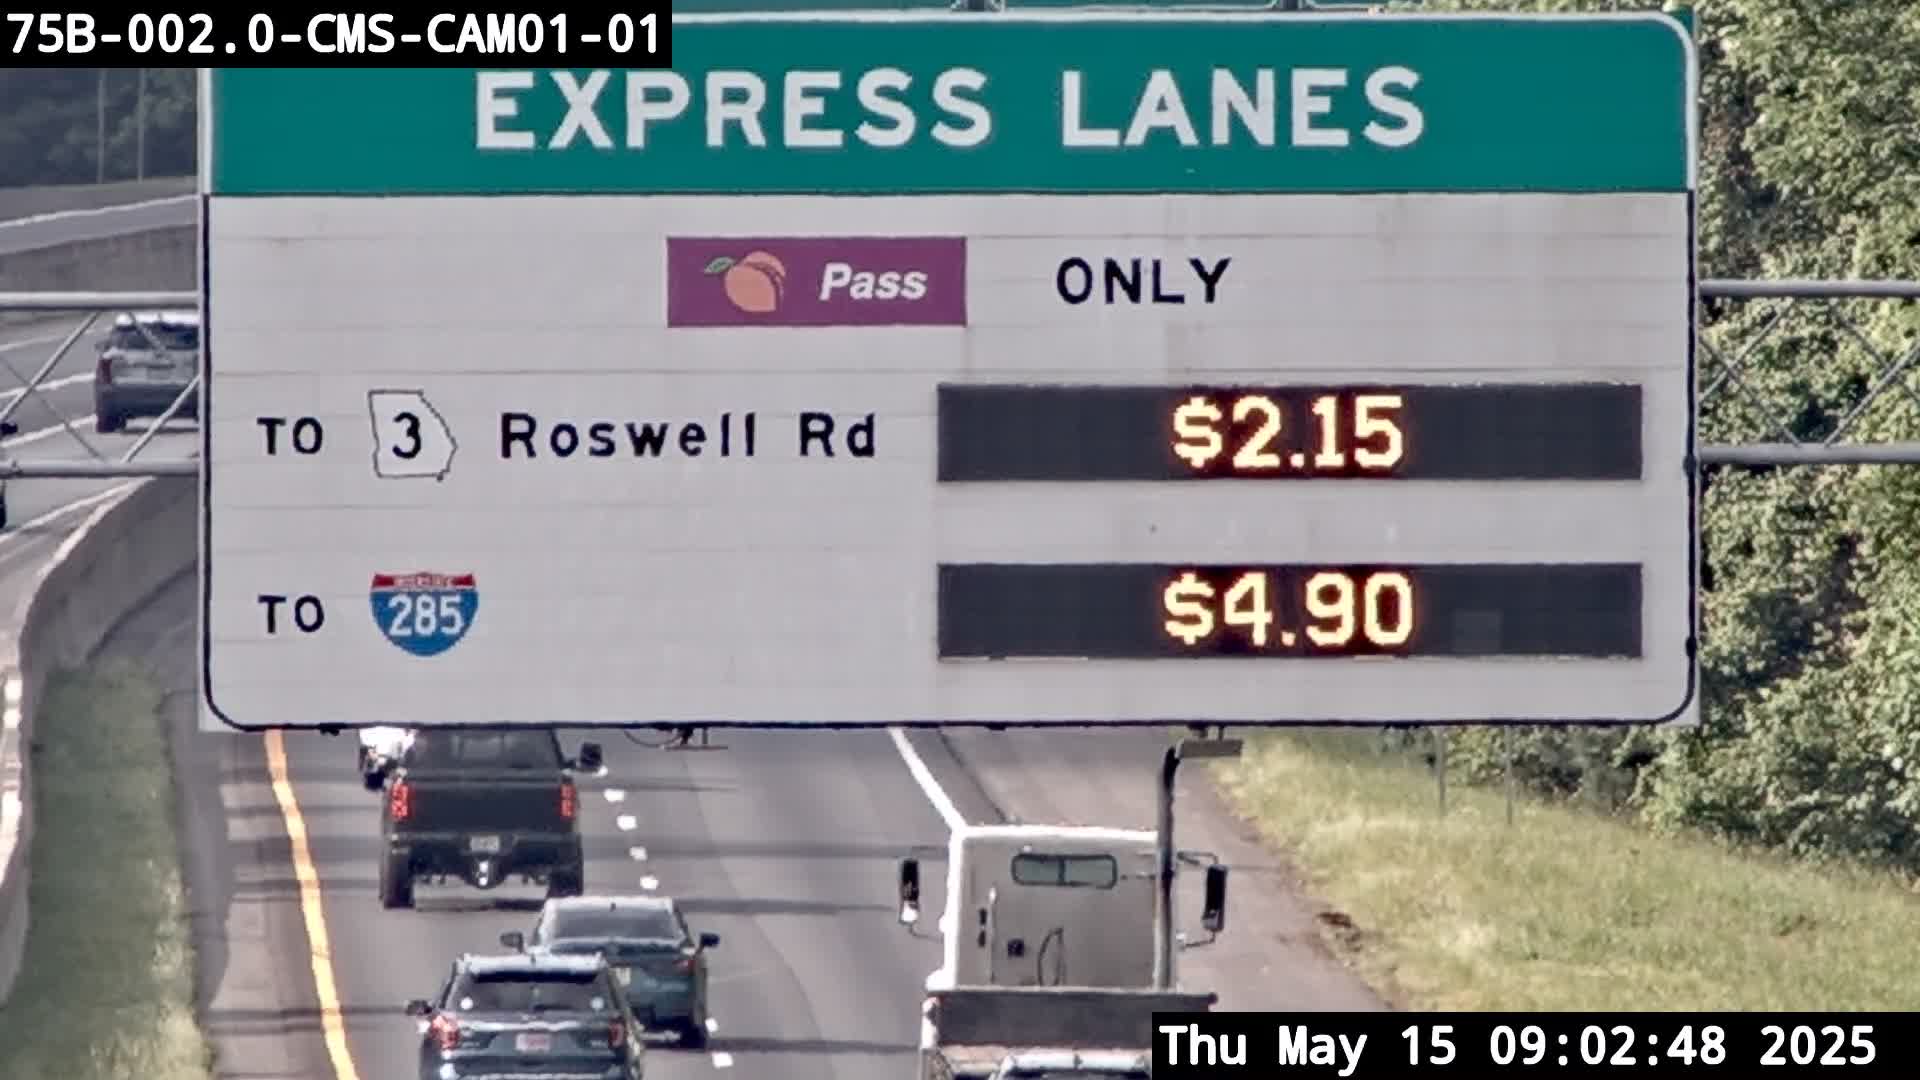 75B-002.0-CMS-CAM01-01
EXPRESS LANES
Pass ONLY
TO 3 Roswell Rd $2.15
TO 285 $4.90
Thu May 15 09:02:48 2025